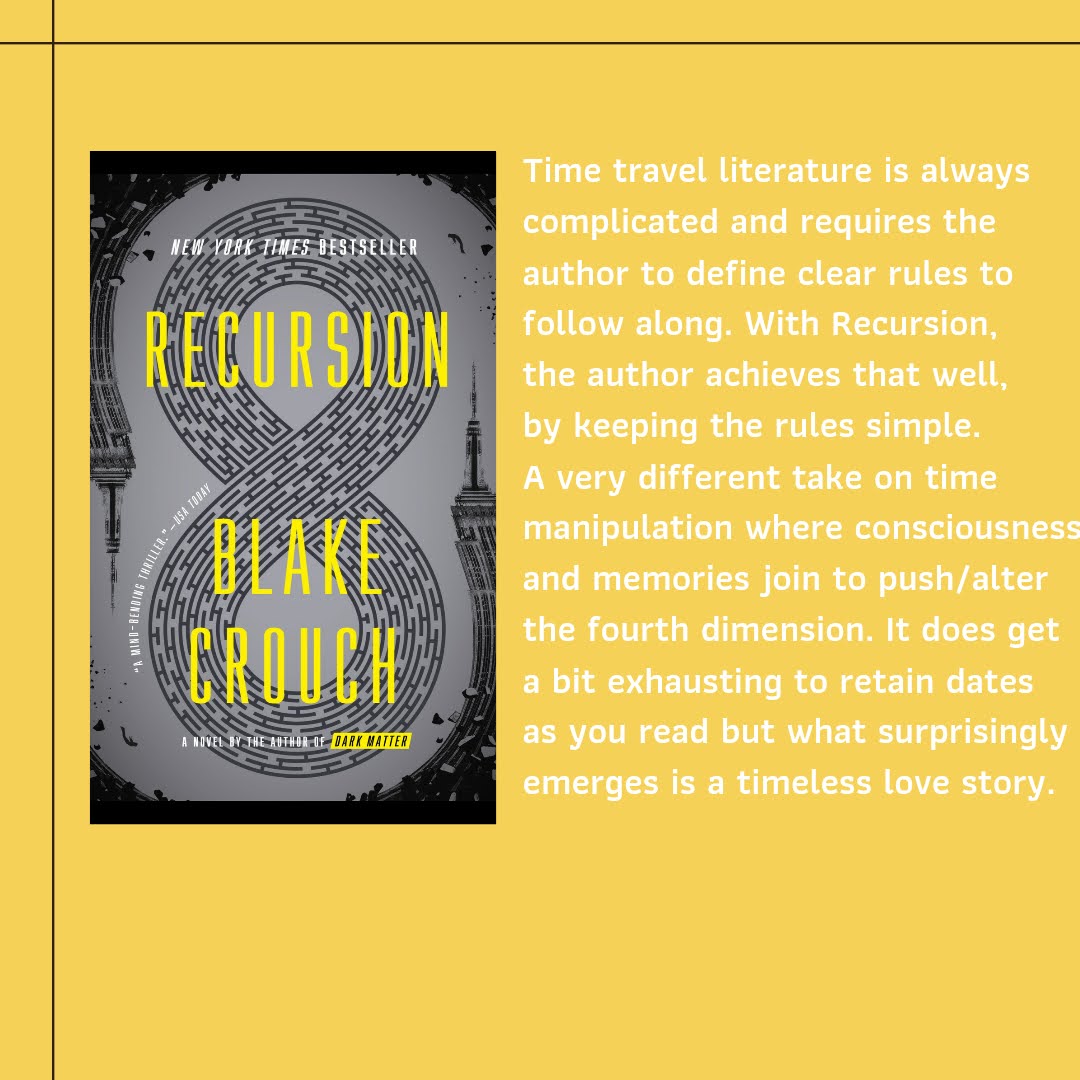 NEW YORK TIMES BESTSELLER
RECURSION
"A MIND-BENDING THRILLER." —USA TODAY
BLAKE
CROUCH
A NOVEL BY THE AUTHOR OF DARK MATTER
Time travel literature is always
complicated and requires the
author to define clear rules to
follow along. With Recursion,
the author achieves that well,
by keeping the rules simple.
A very different take on time
manipulation where consciousness
and memories join to push/alter
the fourth dimension. It does get
a bit exhausting to retain dates
as you read but what surprisingly
emerges is a timeless love story.